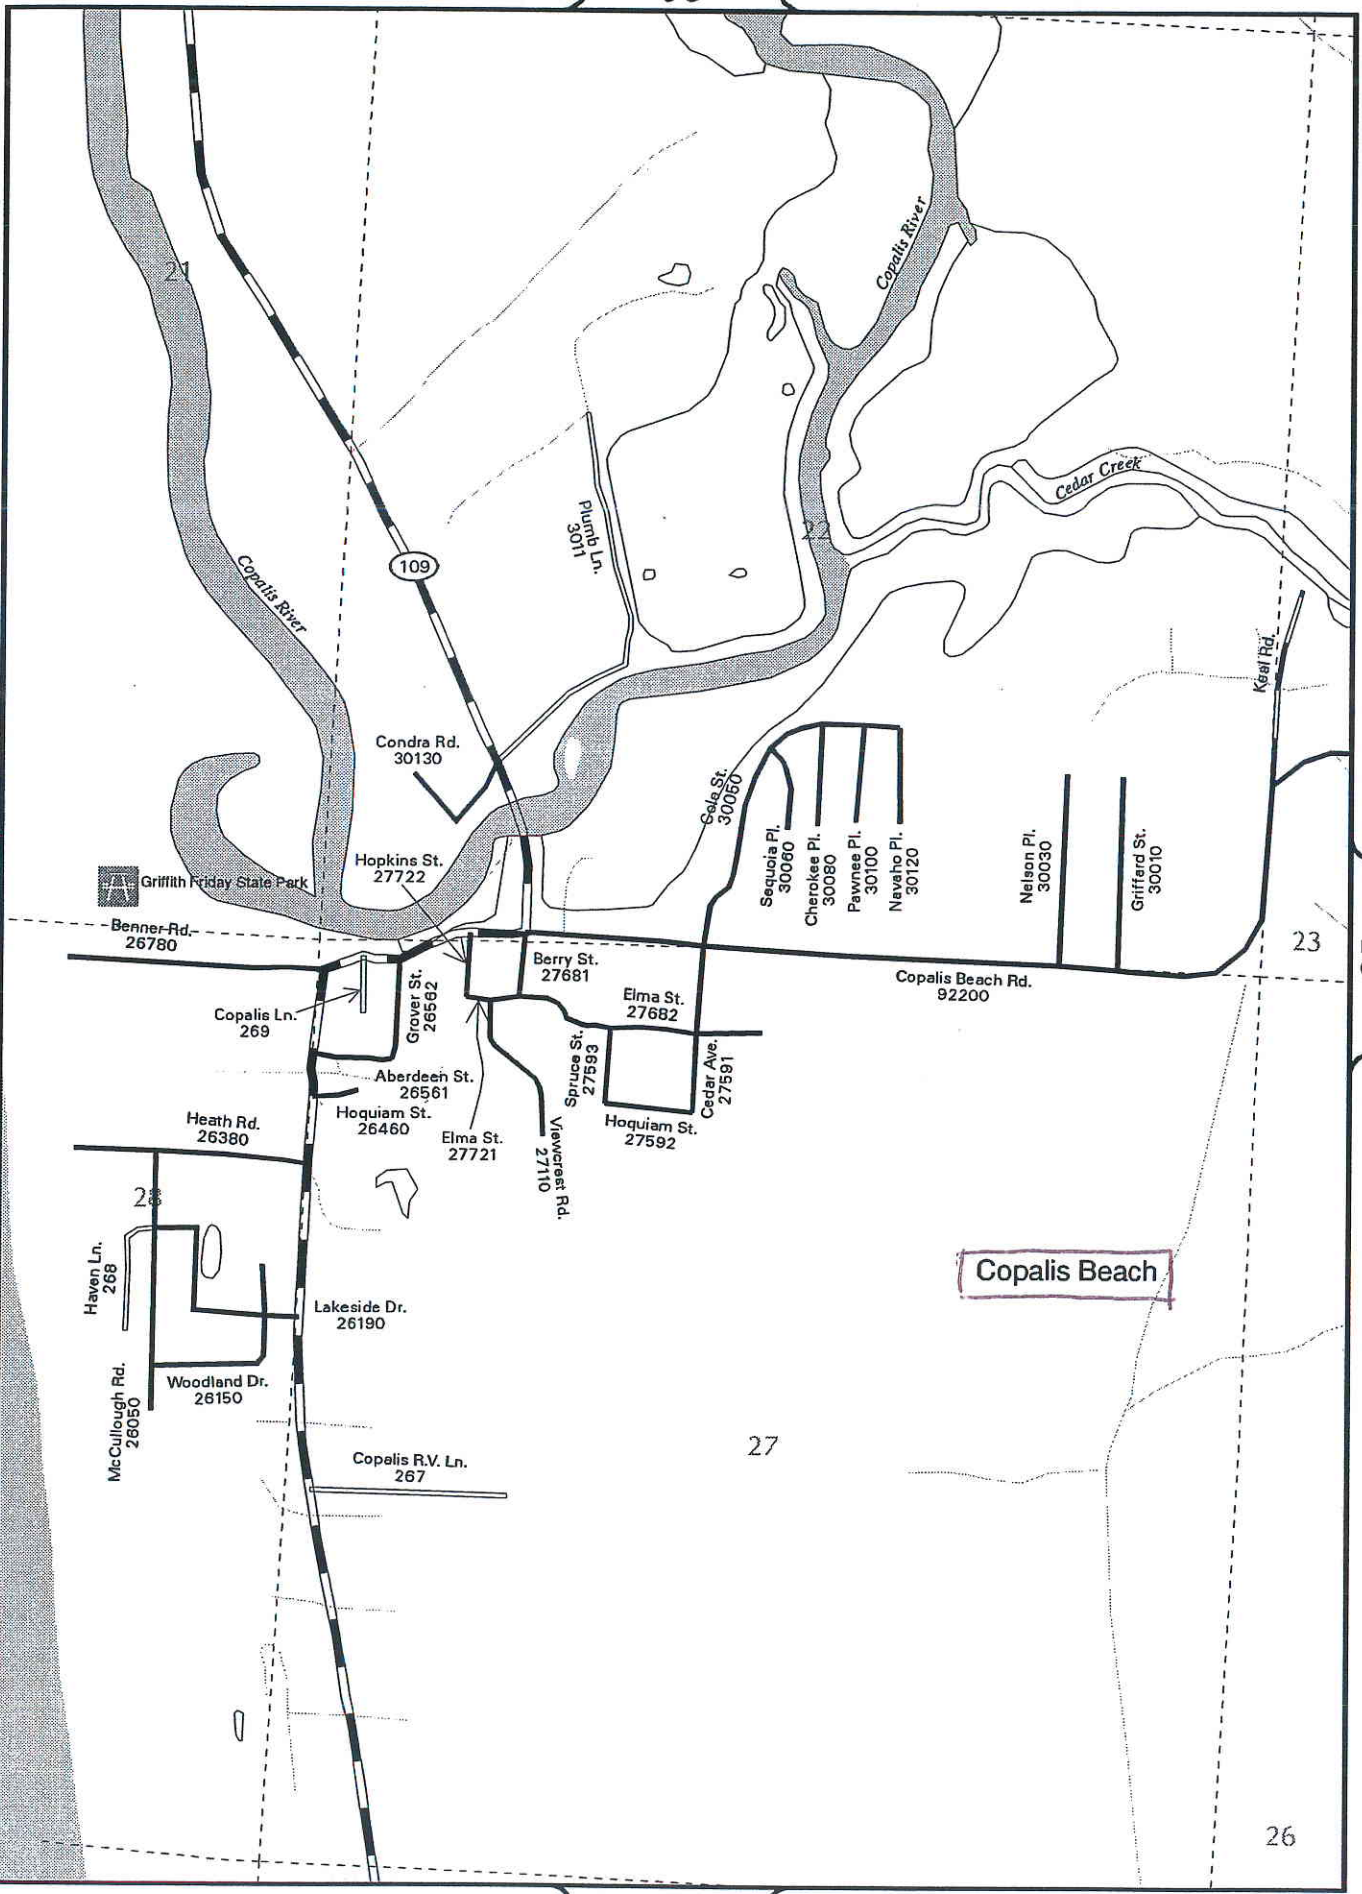 Copalis River
21
Cedar Creek
22
Plumb Ln.
3011
109
Copalis River
Keal Rd.
Condra Rd.
30130
Cole St.
30050
Sequoia Pl.
30060
Cherokee Pl.
30080
Pawnee Pl.
30100
Navaho Pl.
30120
Nelson Pl.
30030
Griffard St.
30010
Hopkins St.
27722
Griffith Friday State Park
Benner Rd.
26780
23
Berry St.
27681
Copalis Beach Rd.
92200
Copalis Ln.
269
Grover St.
26562
Elma St.
27682
Spruce St.
27593
Cedar Ave.
27591
Aberdeen St.
26561
Hoquiam St.
26460
Heath Rd.
26380
Elma St.
27721
Hoquiam St.
27592
Viewcrest Rd.
27110
28
Haven Ln.
268
Copalis Beach
Lakeside Dr.
26190
McCullough Rd.
26050
Woodland Dr.
26150
27
Copalis R.V. Ln.
267
26